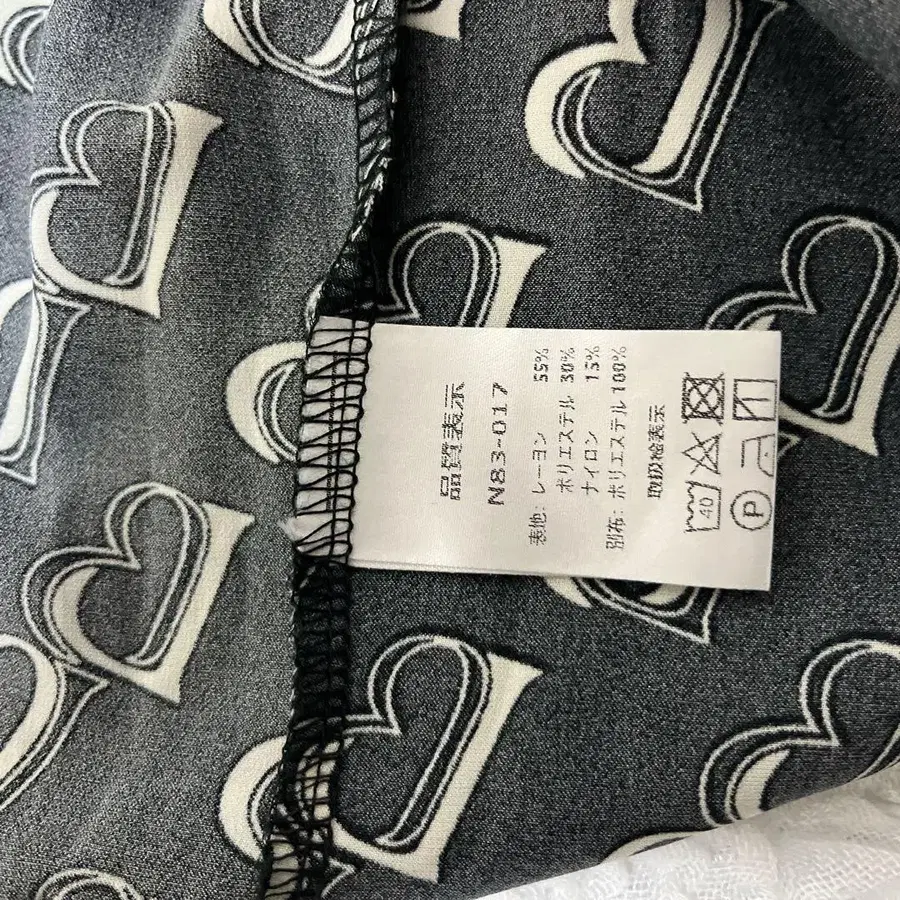 品質表示
N83-017
表地: レーヨン 55%
ポリエステル 30%
ナイロン 15%
別布: ポリエステル 100%
取扱絵表示
40
P